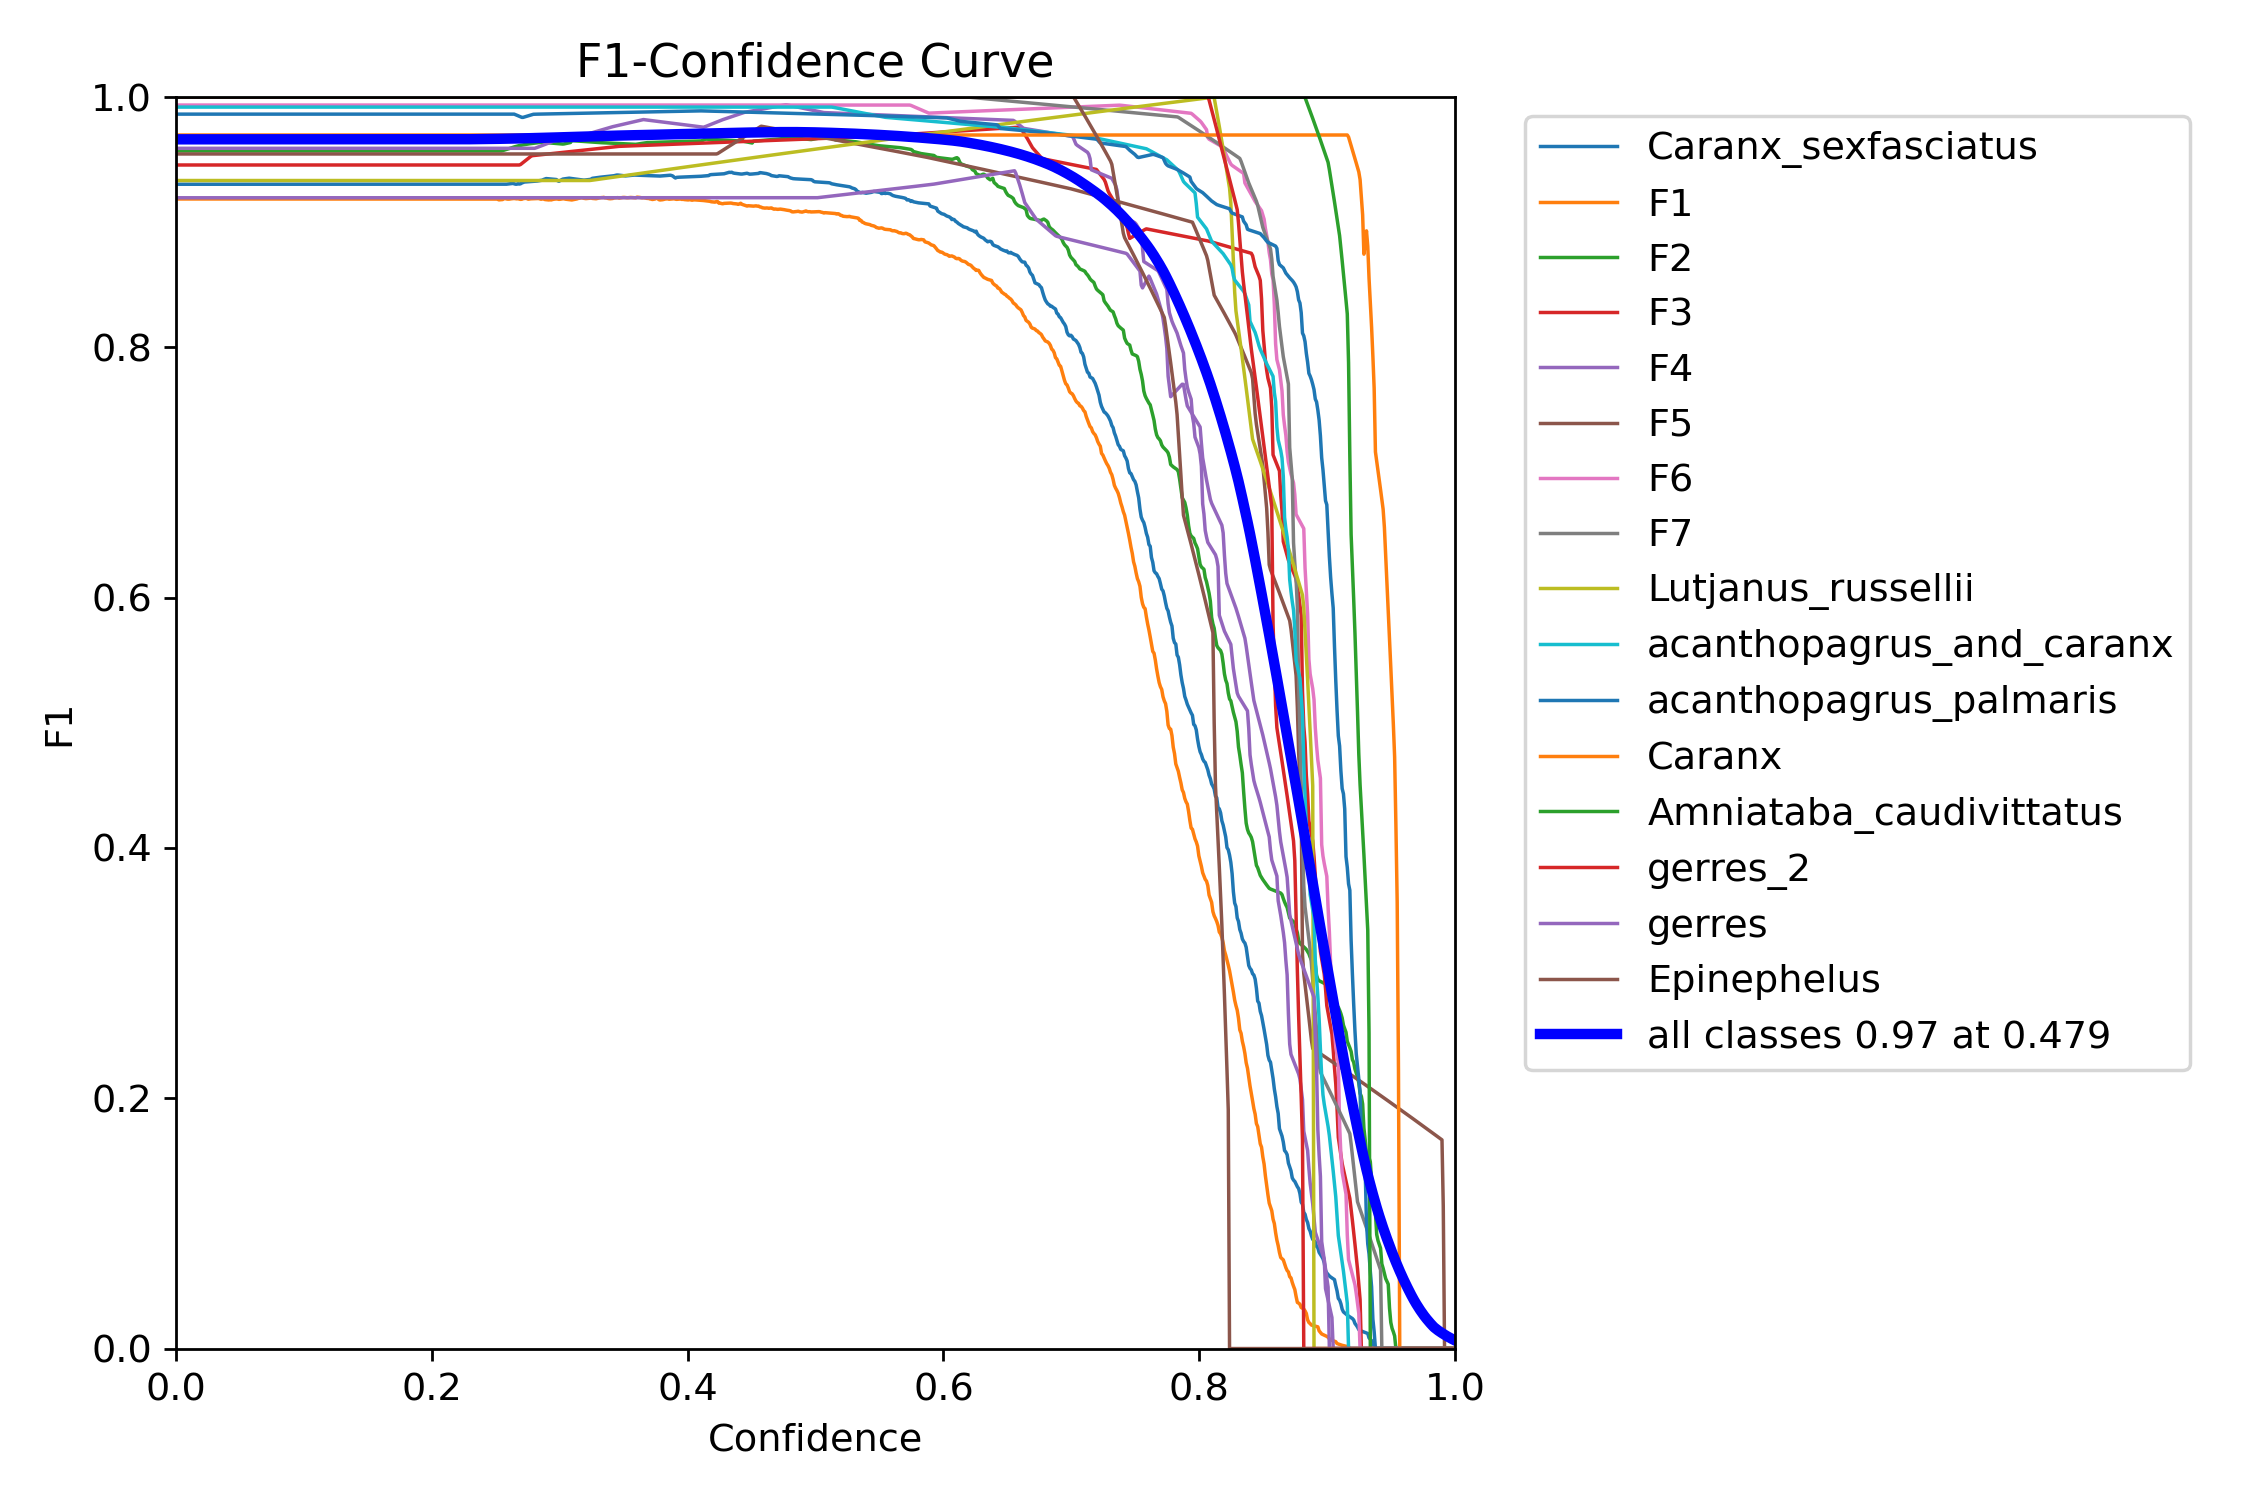 F1-Confidence Curve
1.0
0.8
0.6
0.4
0.2
0.0
F1
0.0 0.2 0.4 0.6 0.8 1.0
Confidence
Caranx_sexfasciatus
F1
F2
F3
F4
F5
F6
F7
Lutjanus_russellii
acanthopagrus_and_caranx
acanthopagrus_palmaris
Caranx
Amniataba_caudivittatus
gerres_2
gerres
Epinephelus
all classes 0.97 at 0.479